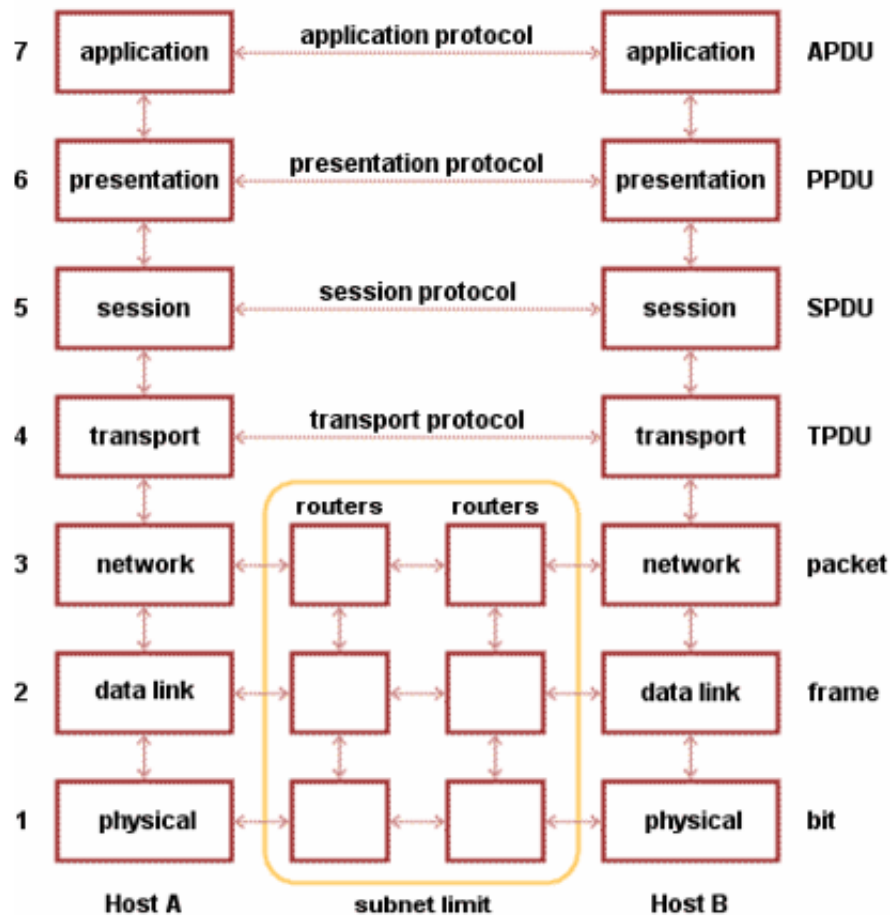 application protocol
7 application application APDU
presentation protocol
6 presentation presentation PPDU
session protocol
5 session session SPDU
transport protocol
4 transport transport TPDU
routers routers
3 network network packet
2 data link data link frame
1 physical physical bit
Host A subnet limit Host B